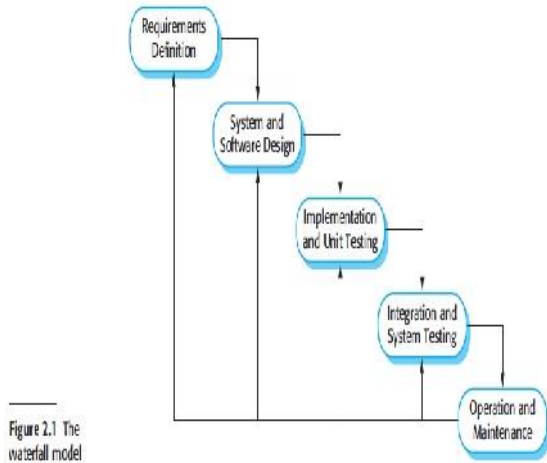 Requirements
Definition
System and
Software Design
Implementation
and Unit Testing
Integration and
System Testing
Operation and
Maintenance
Figure 2.1 The
waterfall model